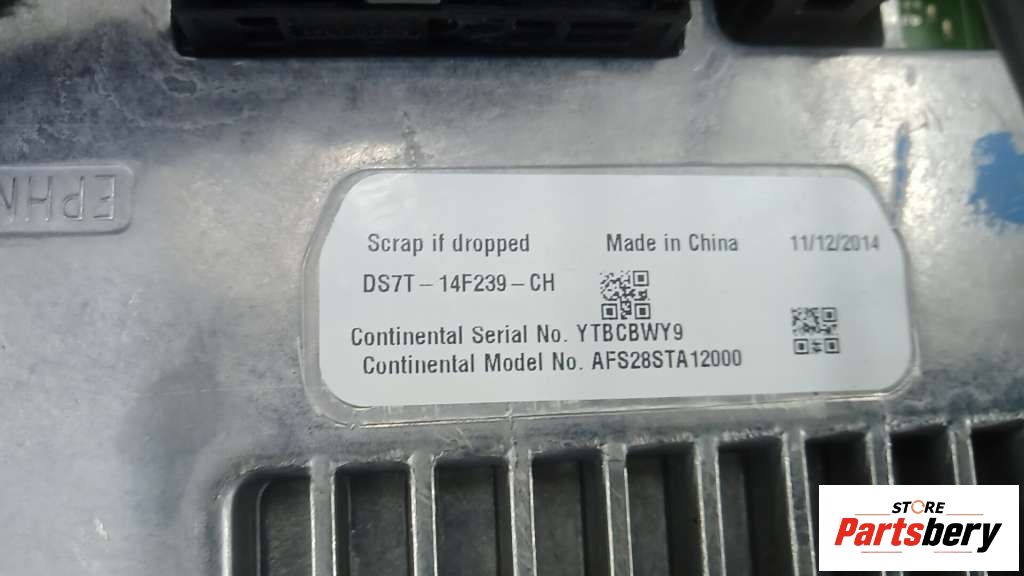 Scrap if dropped Made in China 11/12/2014
DS7T-14F239-CH
Continental Serial No. YTBCBWY9
Continental Model No. AFS28STA12000
EPHN
STORE
Partsbery